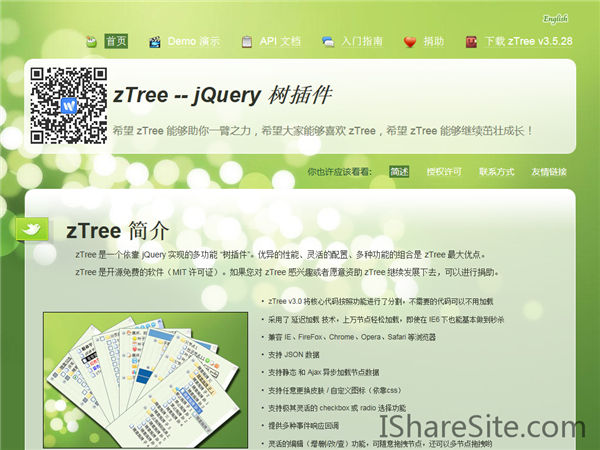 English
首页
Demo 演示
API 文档
入门指南
捐助
下载 zTree v3.5.28
zTree -- jQuery 树插件
希望 zTree 能够助你一臂之力，希望大家能够喜欢 zTree，希望 zTree 能够继续茁壮成长！
你也许应该看看:
简述
授权许可
联系方式
友情链接
zTree 简介
zTree 是一个依靠 jQuery 实现的多功能 “树插件”。优异的性能、灵活的配置、多种功能的组合是 zTree 最大优点。
zTree 是开源免费的软件（MIT 许可证）。如果您对 zTree 感兴趣或者愿意资助 zTree 继续发展下去，可以进行捐助。
• zTree v3.0 将核心代码按照功能进行了分割，不需要的代码可以不用加载
• 采用了 延迟加载 技术，上万节点轻松加载，即使在 IE6 下也能基本做到秒杀
• 兼容 IE、FireFox、Chrome、Opera、Safari 等浏览器
• 支持 JSON 数据
• 支持静态 和 Ajax 异步加载节点数据
• 支持任意更换皮肤 / 自定义图标（依靠css）
• 支持极其灵活的 checkbox 或 radio 选择功能
• 提供多种事件响应回调
• 灵活的编辑（增/删/改/查）功能，可随意拖拽节点，还可以多节点拖拽哟
IShareSite.com